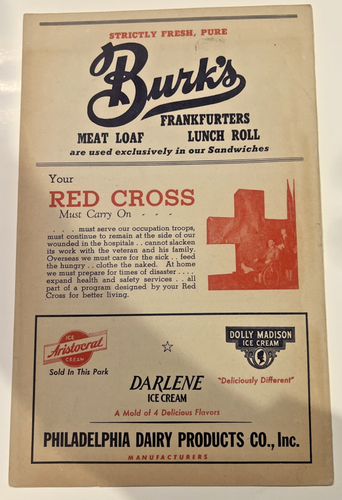 STRICTLY FRESH, PURE
Burk's
FRANKFURTERS
MEAT LOAF LUNCH ROLL
are used exclusively in our Sandwiches
Your
RED CROSS
Must Carry On - - -
. . . must serve our occupation troops,
must continue to remain at the side of our
wounded in the hospitals . . cannot slacken
its work with the veteran and his family.
Overseas we must care for the sick . . feed
the hungry . . clothe the naked. At home
we must prepare for times of disaster . . . .
expand health and safety services . . all
part of a program designed by your Red
Cross for better living.
ICE
Aristocrat
CREAM
Sold In This Park
DOLLY MADISON
ICE CREAM
"Deliciously Different"
DARLENE
ICE CREAM
A Mold of 4 Delicious Flavors
PHILADELPHIA DAIRY PRODUCTS CO., Inc.
MANUFACTURERS